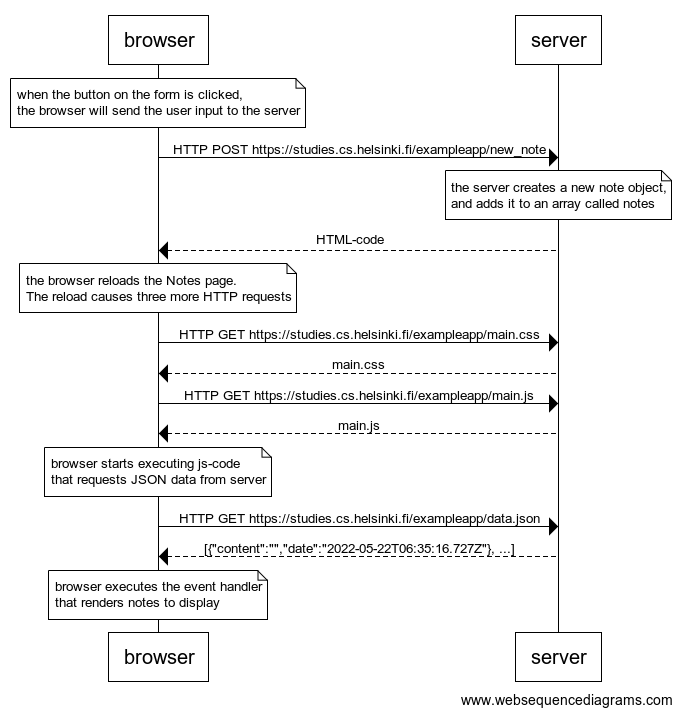 browser
server
when the button on the form is clicked,
the browser will send the user input to the server
HTTP POST https://studies.cs.helsinki.fi/exampleapp/new_note
the server creates a new note object,
and adds it to an array called notes
HTML-code
the browser reloads the Notes page.
The reload causes three more HTTP requests
HTTP GET https://studies.cs.helsinki.fi/exampleapp/main.css
main.css
HTTP GET https://studies.cs.helsinki.fi/exampleapp/main.js
main.js
browser starts executing js-code
that requests JSON data from server
HTTP GET https://studies.cs.helsinki.fi/exampleapp/data.json
[{"content":"","date":"2022-05-22T06:35:16.727Z"}, ...]
browser executes the event handler
that renders notes to display
browser
server
www.websequencediagrams.com